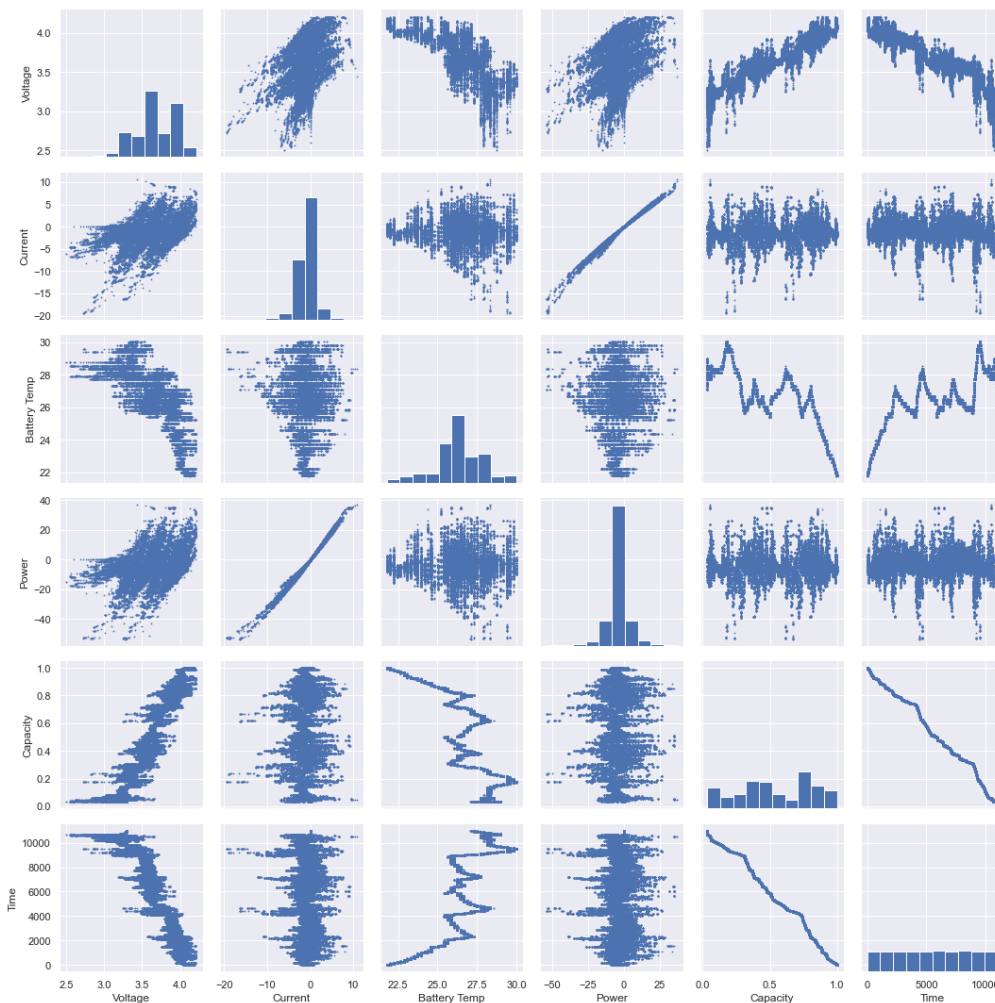 4.0
3.5
3.0
2.5
Voltage
10
5
0
−5
−10
−15
−20
Current
30
28
26
24
22
Battery Temp
40
20
0
−20
−40
Power
1.0
0.8
0.6
0.4
0.2
0.0
Capacity
10000
8000
6000
4000
2000
0
Time
2.5 3.0 3.5 4.0
Voltage
−20 −10 0 10
Current
22.5 25.0 27.5 30.0
Battery Temp
−50 −25 0 25
Power
0.0 0.5 1.0
Capacity
0 5000 10000
Time